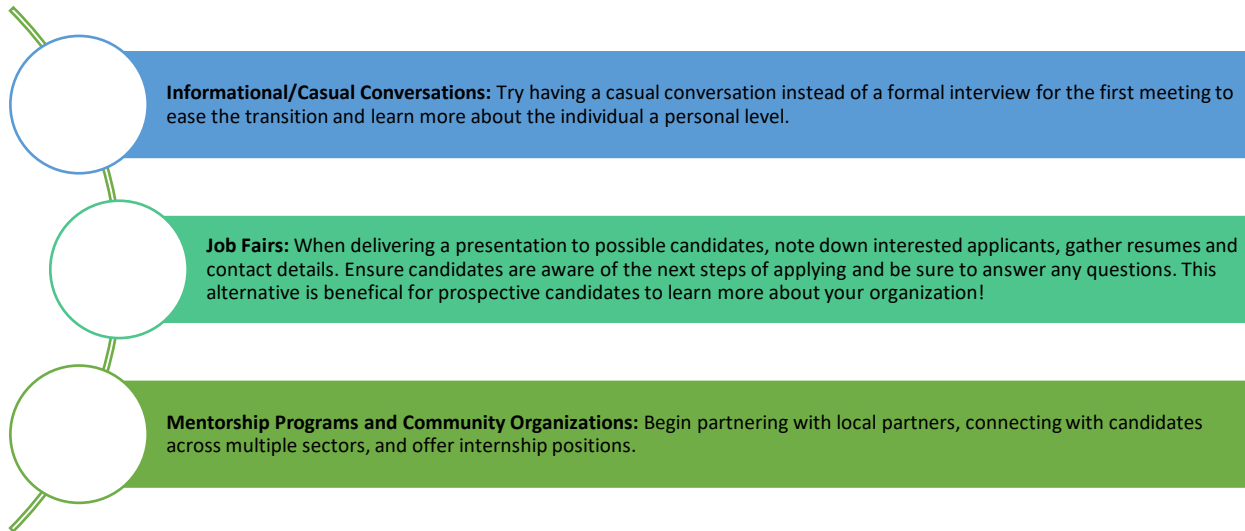 Informational/Casual Conversations: Try having a casual conversation instead of a formal interview for the first meeting to
ease the transition and learn more about the individual a personal level.
Job Fairs: When delivering a presentation to possible candidates, note down interested applicants, gather resumes and
contact details. Ensure candidates are aware of the next steps of applying and be sure to answer any questions. This
alternative is benefical for prospective candidates to learn more about your organization!
Mentorship Programs and Community Organizations: Begin partnering with local partners, connecting with candidates
across multiple sectors, and offer internship positions.